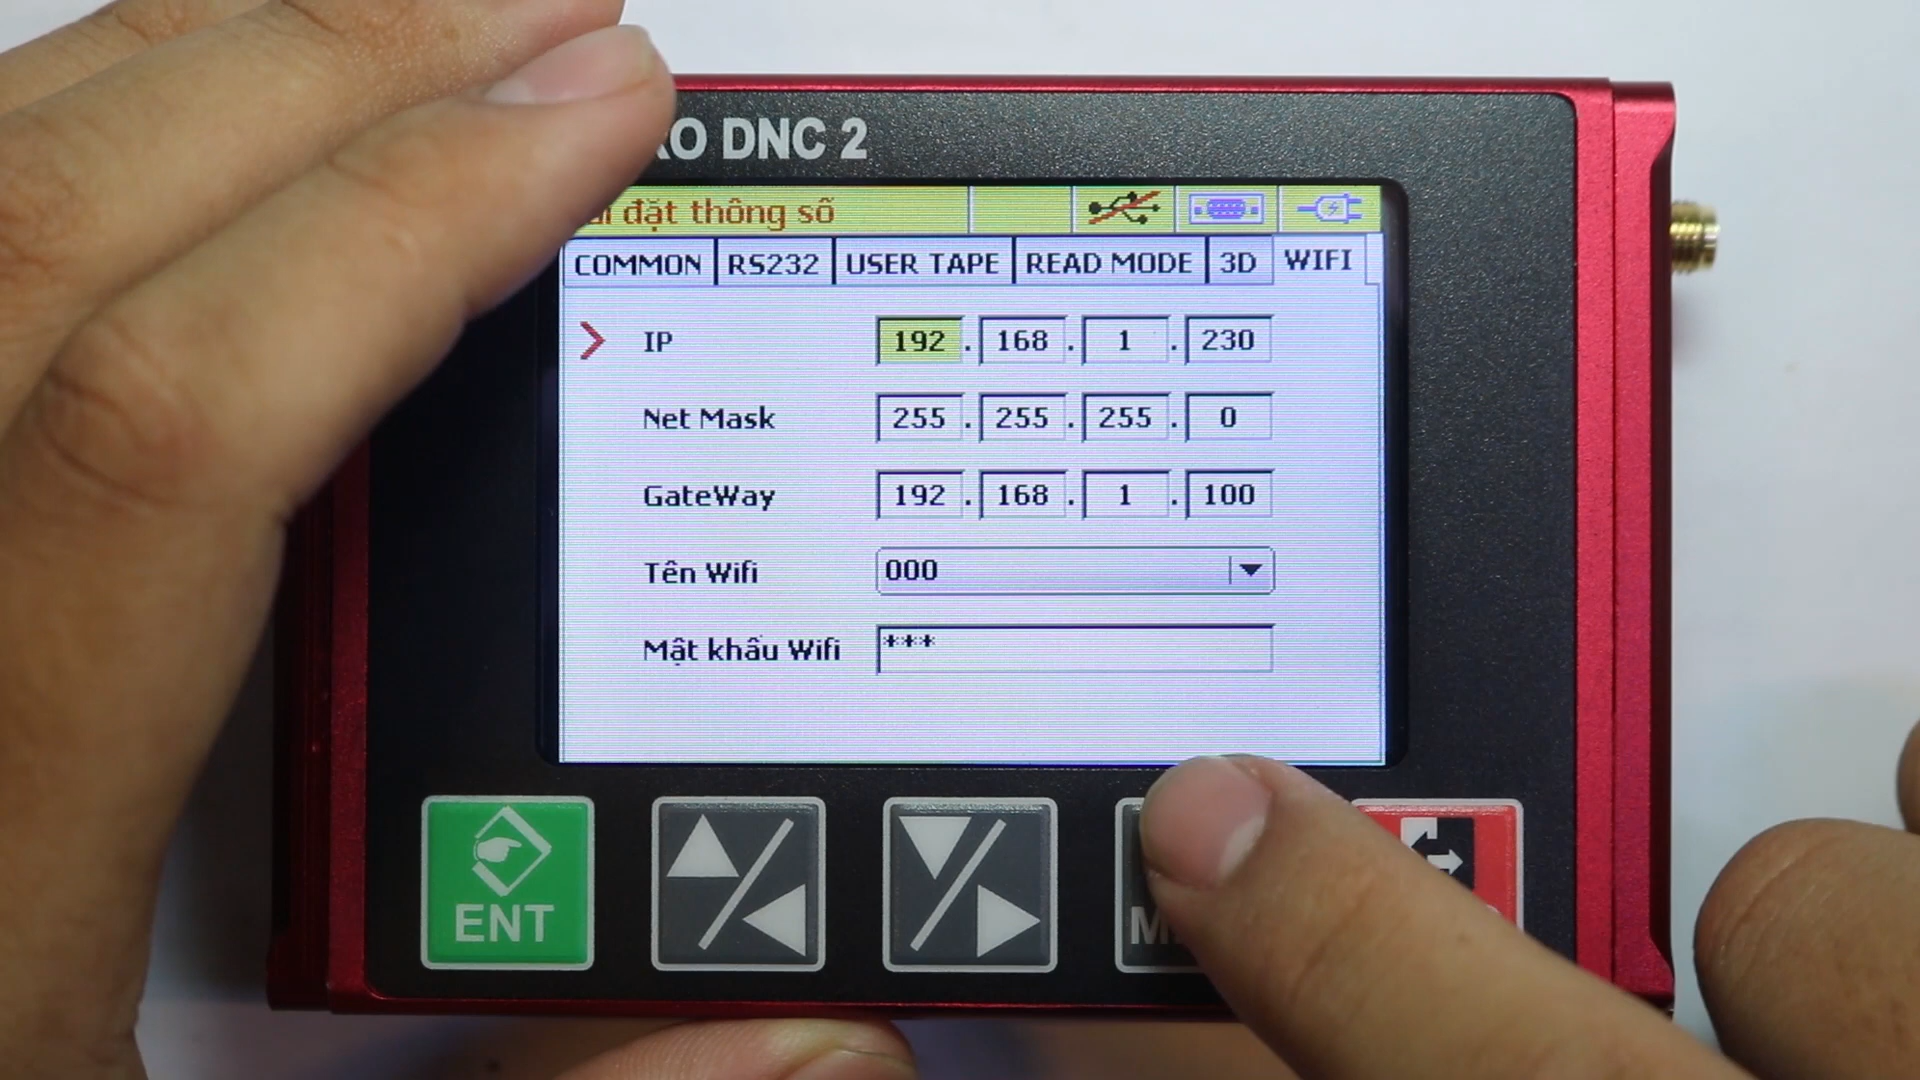 DNC 2
đặt thông số
COMMON RS232 USER TAPE READ MODE 3D WIFI
IP 192 . 168 . 1 . 230
Net Mask 255 . 255 . 255 . 0
GateWay 192 . 168 . 1 . 100
Tên Wifi 000
Mật khẩu Wifi ***
ENT